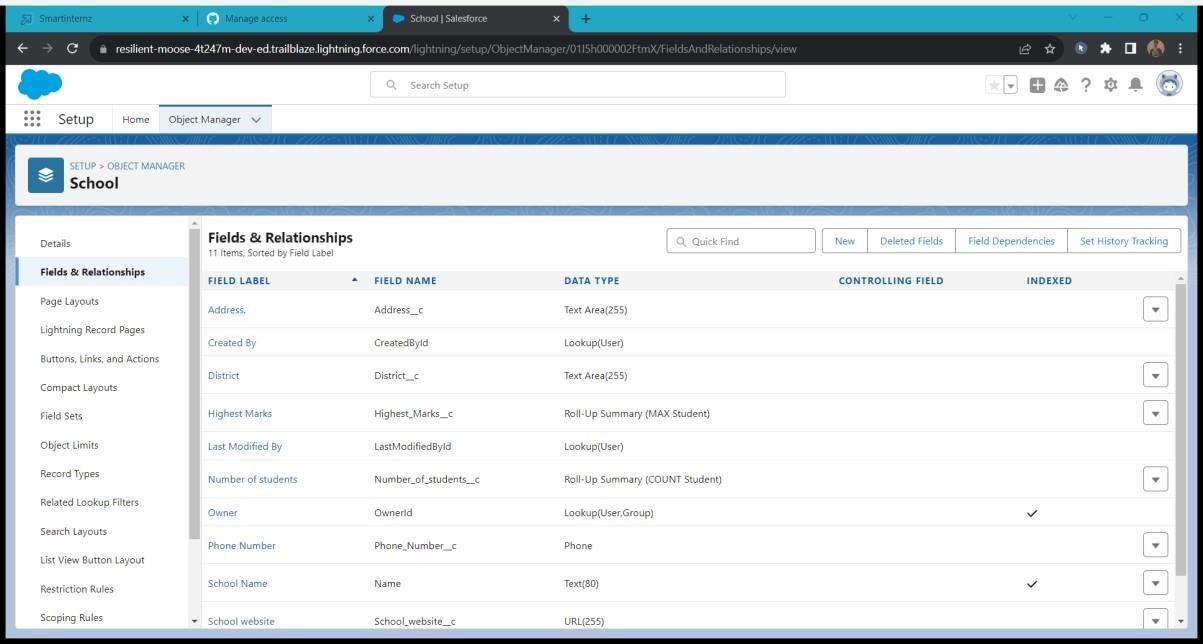 Smartinternz
Manage access
School | Salesforce
resilient-moose-4t247m-dev-ed.trailblaze.lightning.force.com/lightning/setup/ObjectManager/01I5h000002FtmX/FieldsAndRelationships/view
Search Setup
Setup
Home
Object Manager
SETUP > OBJECT MANAGER
School
Details
Fields & Relationships
Page Layouts
Lightning Record Pages
Buttons, Links, and Actions
Compact Layouts
Field Sets
Object Limits
Record Types
Related Lookup Filters
Search Layouts
List View Button Layout
Restriction Rules
Scoping Rules
Fields & Relationships
11 Items, Sorted by Field Label
Quick Find
New
Deleted Fields
Field Dependencies
Set History Tracking
FIELD LABEL FIELD NAME DATA TYPE CONTROLLING FIELD INDEXED
Address. Address__c Text Area(255)
Created By CreatedById Lookup(User)
District District__c Text Area(255)
Highest Marks Highest_Marks__c Roll-Up Summary (MAX Student)
Last Modified By LastModifiedById Lookup(User)
Number of students Number_of_students__c Roll-Up Summary (COUNT Student)
Owner OwnerId Lookup(User,Group)
Phone Number Phone_Number__c Phone
School Name Name Text(80)
School website School_website__c URL(255)